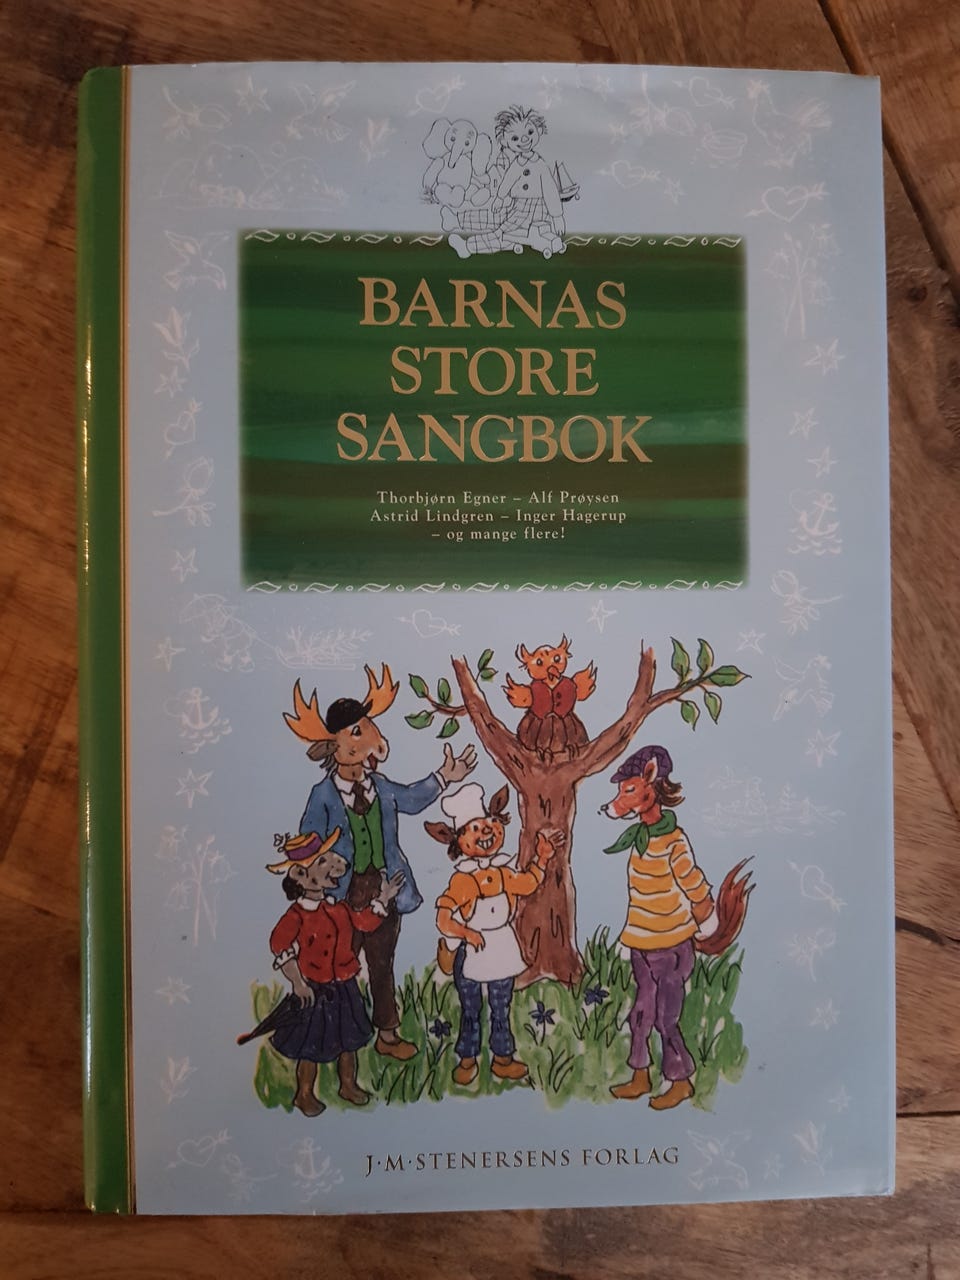 BARNAS
STORE
SANGBOK
Thorbjørn Egner – Alf Prøysen
Astrid Lindgren – Inger Hagerup
– og mange flere!
J·M·STENERSENS FORLAG